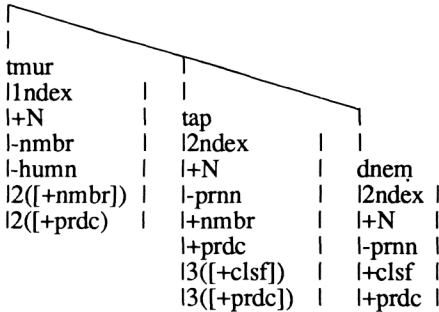 tmur
|1ndex
|+N
|-nmbr
|-humn
|2([+nmbr])
|2([+prdc)
tap
|2ndex
|+N
|-prnn
|+nmbr
|+prdc
|3([+clsf])
|3([+prdc])
dneṃ
|2ndex
|+N
|-prnn
|+clsf
|+prdc